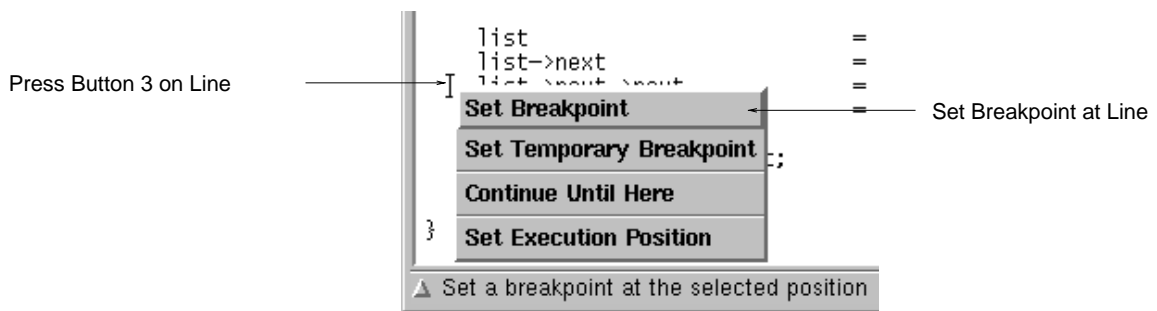 list =
list->next =
Press Button 3 on Line
=
Set Breakpoint =
Set Breakpoint at Line
Set Temporary Breakpoint
;
Continue Until Here
}
Set Execution Position
Set a breakpoint at the selected position